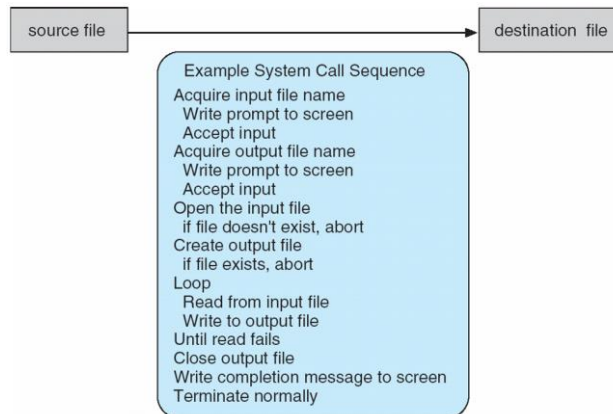 source file
destination file
Example System Call Sequence
Acquire input file name
Write prompt to screen
Accept input
Acquire output file name
Write prompt to screen
Accept input
Open the input file
if file doesn't exist, abort
Create output file
if file exists, abort
Loop
Read from input file
Write to output file
Until read fails
Close output file
Write completion message to screen
Terminate normally